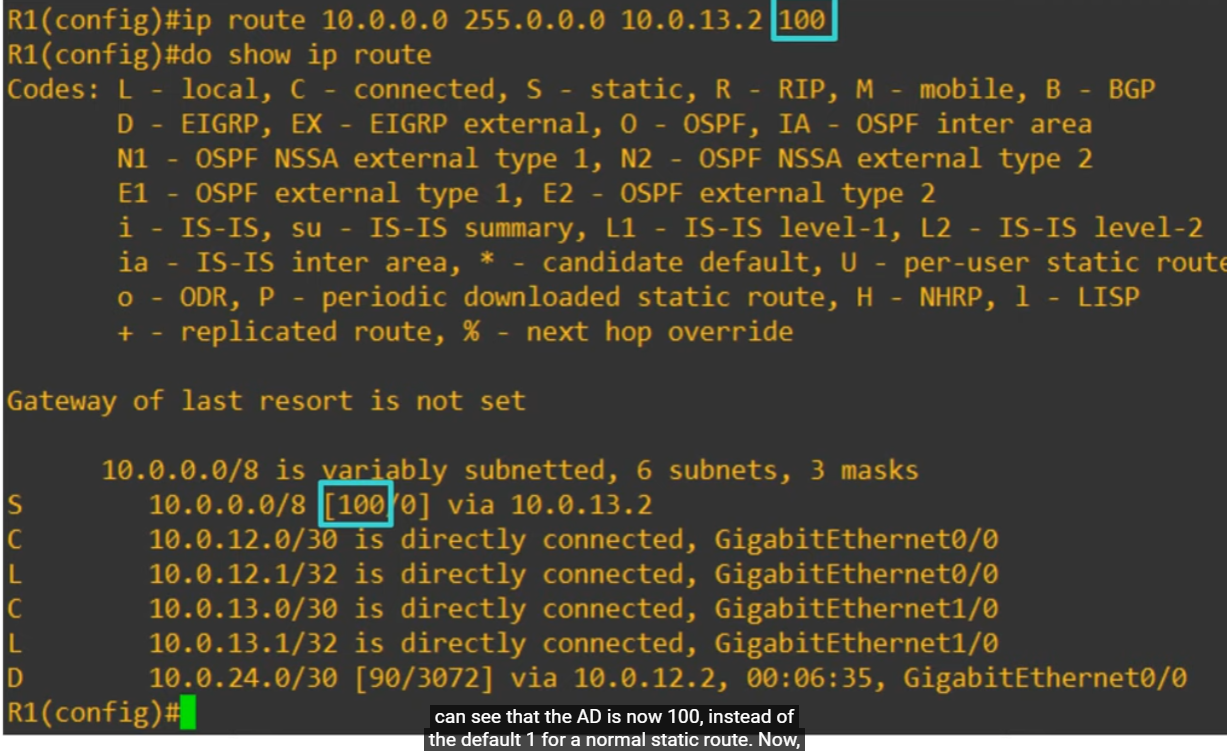 R1(config)#ip route 10.0.0.0 255.0.0.0 10.0.13.2 100
R1(config)#do show ip route
Codes: L - local, C - connected, S - static, R - RIP, M - mobile, B - BGP
D - EIGRP, EX - EIGRP external, O - OSPF, IA - OSPF inter area
N1 - OSPF NSSA external type 1, N2 - OSPF NSSA external type 2
E1 - OSPF external type 1, E2 - OSPF external type 2
i - IS-IS, su - IS-IS summary, L1 - IS-IS level-1, L2 - IS-IS level-2
ia - IS-IS inter area, * - candidate default, U - per-user static route
o - ODR, P - periodic downloaded static route, H - NHRP, l - LISP
+ - replicated route, % - next hop override
Gateway of last resort is not set
10.0.0.0/8 is variably subnetted, 6 subnets, 3 masks
S 10.0.0.0/8 [100/0] via 10.0.13.2
C 10.0.12.0/30 is directly connected, GigabitEthernet0/0
L 10.0.12.1/32 is directly connected, GigabitEthernet0/0
C 10.0.13.0/30 is directly connected, GigabitEthernet1/0
L 10.0.13.1/32 is directly connected, GigabitEthernet1/0
D 10.0.24.0/30 [90/3072] via 10.0.12.2, 00:06:35, GigabitEthernet0/0
R1(config)#
can see that the AD is now 100, instead of
the default 1 for a normal static route. Now,